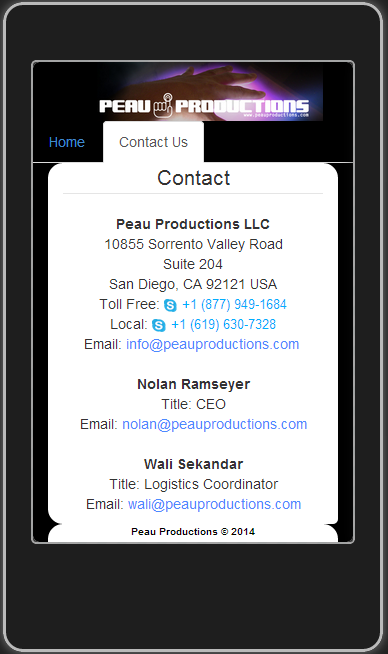 PEAU PRODUCTIONS
www.peauproductions.com
Home Contact Us
Contact
Peau Productions LLC
10855 Sorrento Valley Road
Suite 204
San Diego, CA 92121 USA
Toll Free: +1 (877) 949-1684
Local: +1 (619) 630-7328
Email: info@peauproductions.com
Nolan Ramseyer
Title: CEO
Email: nolan@peauproductions.com
Wali Sekandar
Title: Logistics Coordinator
Email: wali@peauproductions.com
Peau Productions © 2014